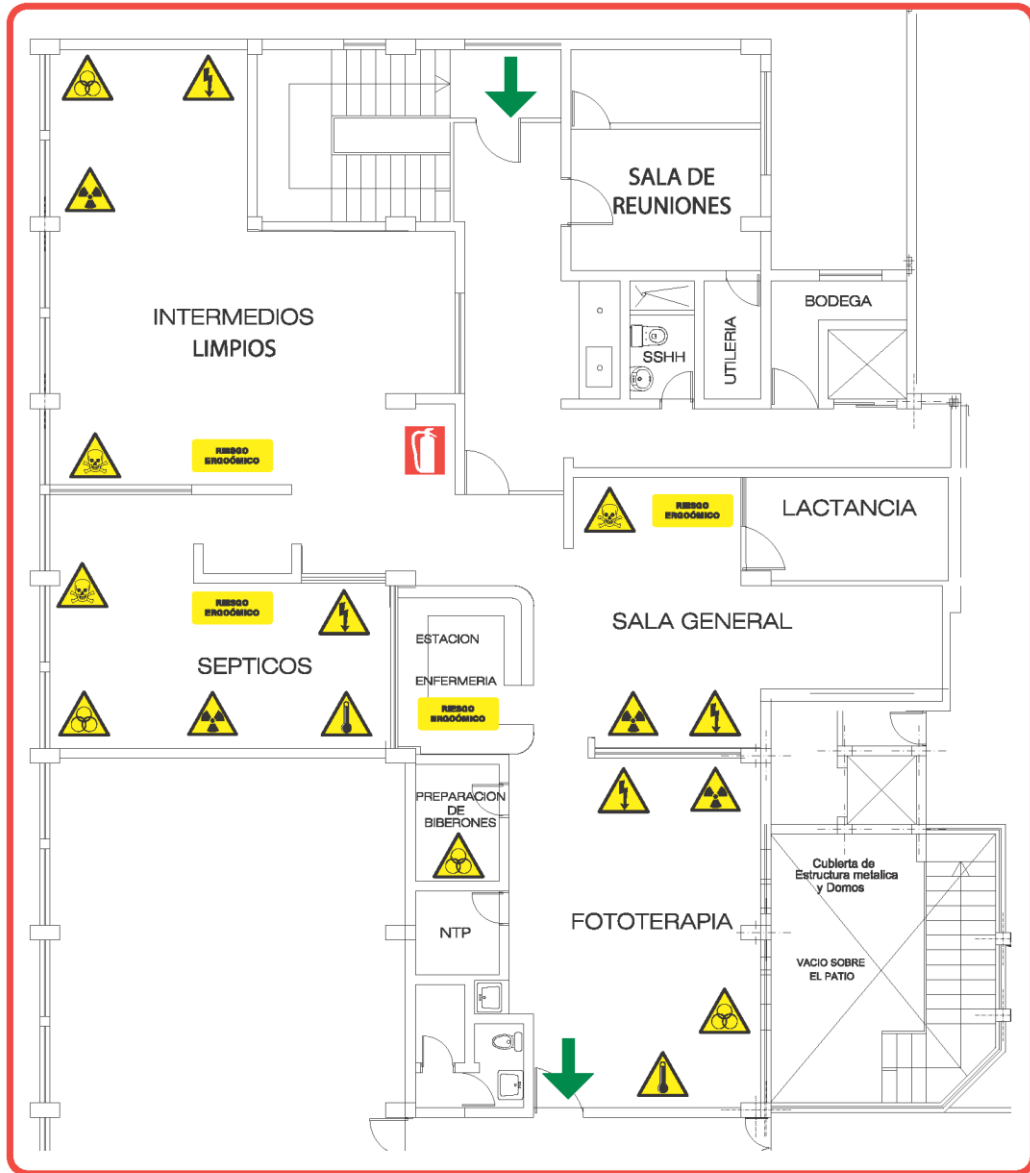 SALA DE
REUNIONES
BODEGA
INTERMEDIOS
LIMPIOS
SSHH
UTILERIA
RIESGO
ERGOÓMICO
RIESGO
ERGOÓMICO
LACTANCIA
RIESGO
ERGOÓMICO
SALA GENERAL
ESTACION
ENFERMERIA
SEPTICOS
RIESGO
ERGOÓMICO
PREPARACION
DE
BIBERONES
Cubierta de
Estructura metalica
y Domos
FOTOTERAPIA
NTP
VACIO SOBRE
EL PATIO